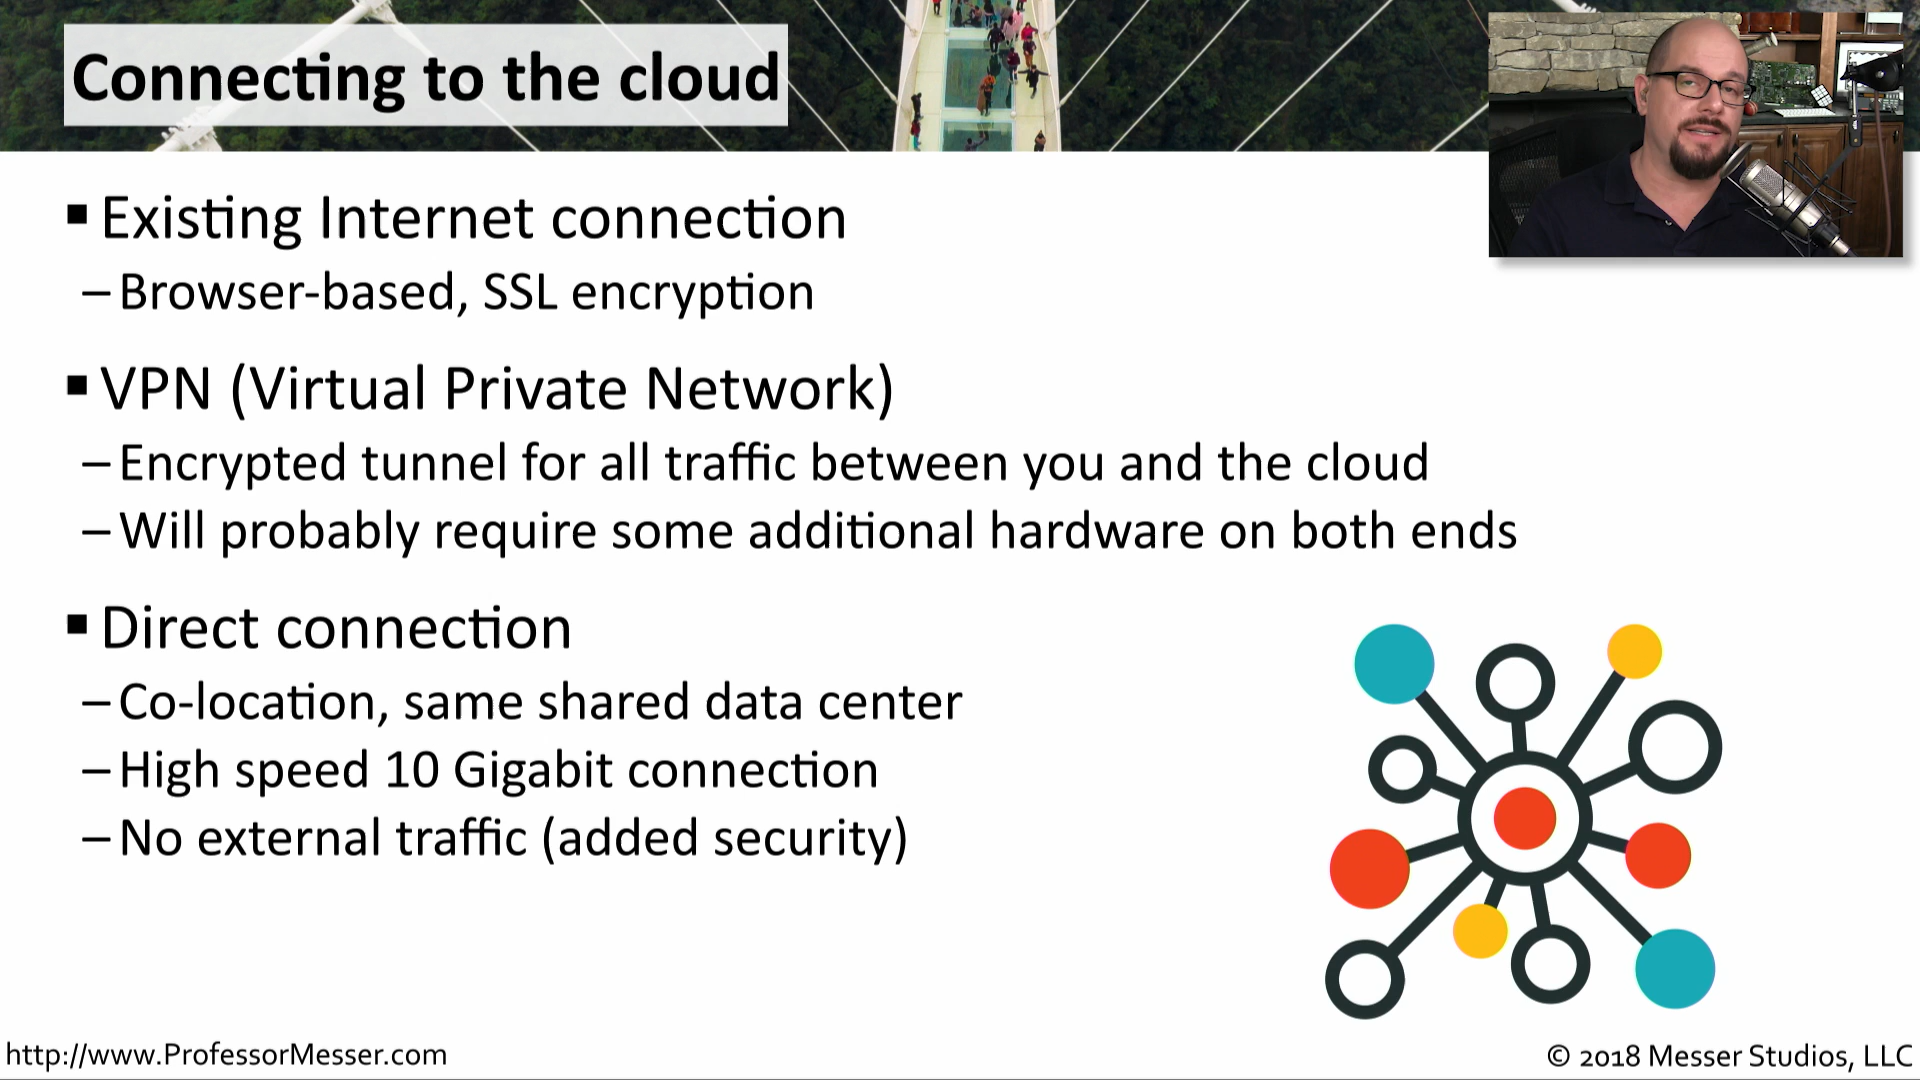 Connecting to the cloud
▪ Existing Internet connection
– Browser-based, SSL encryption
▪ VPN (Virtual Private Network)
– Encrypted tunnel for all traffic between you and the cloud
– Will probably require some additional hardware on both ends
▪ Direct connection
– Co-location, same shared data center
– High speed 10 Gigabit connection
– No external traffic (added security)
http://www.ProfessorMesser.com
© 2018 Messer Studios, LLC